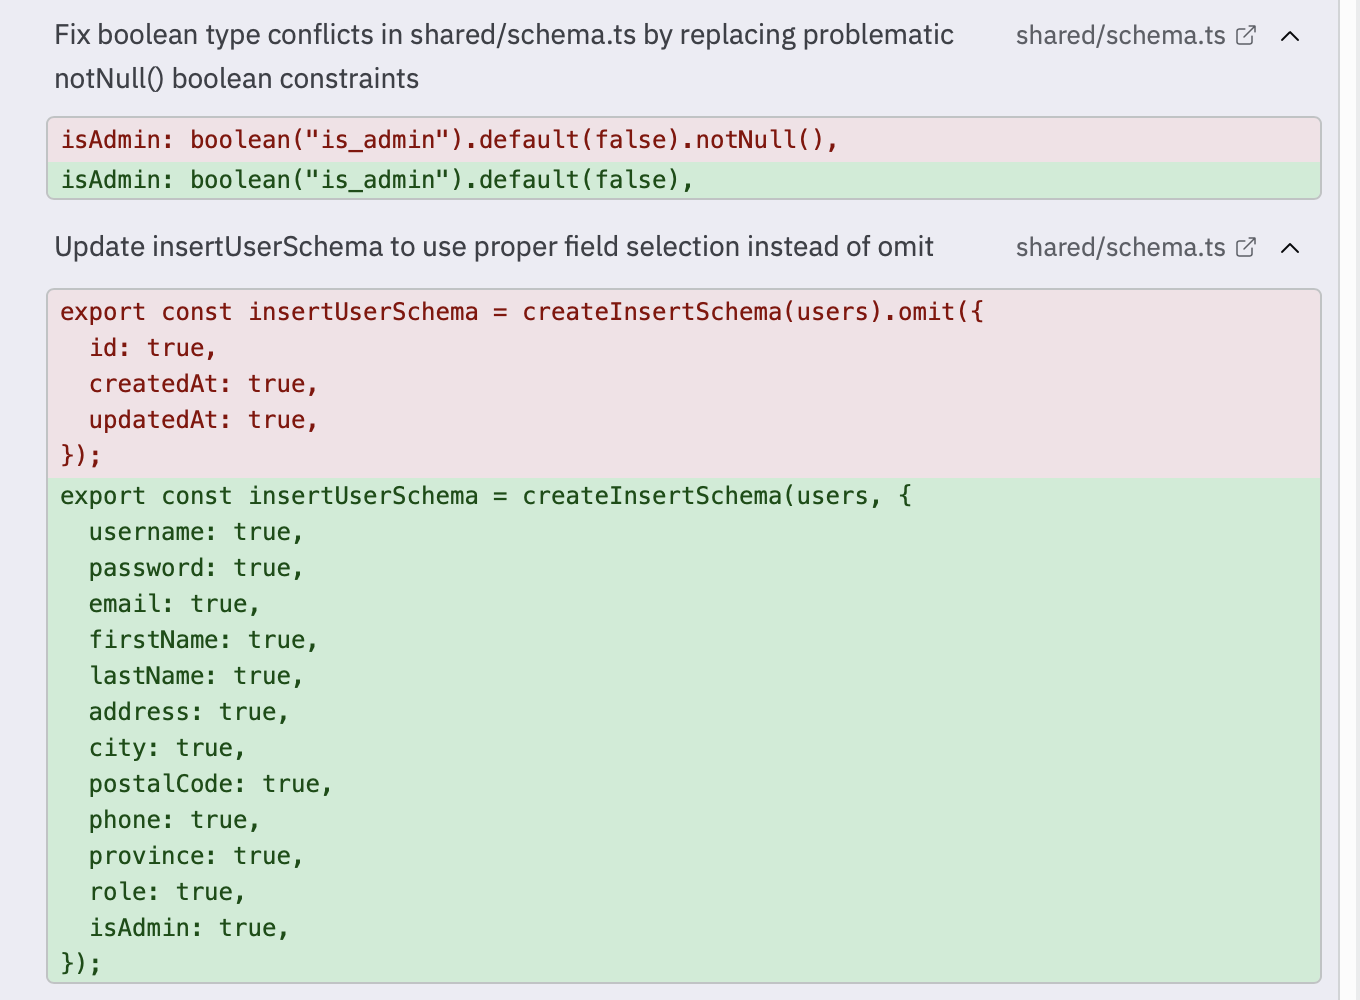 Fix boolean type conflicts in shared/schema.ts by replacing problematic shared/schema.ts
notNull() boolean constraints
isAdmin: boolean("is_admin").default(false).notNull(),
isAdmin: boolean("is_admin").default(false),
Update insertUserSchema to use proper field selection instead of omit shared/schema.ts
export const insertUserSchema = createInsertSchema(users).omit({
  id: true,
  createdAt: true,
  updatedAt: true,
});
export const insertUserSchema = createInsertSchema(users, {
  username: true,
  password: true,
  email: true,
  firstName: true,
  lastName: true,
  address: true,
  city: true,
  postalCode: true,
  phone: true,
  province: true,
  role: true,
  isAdmin: true,
});